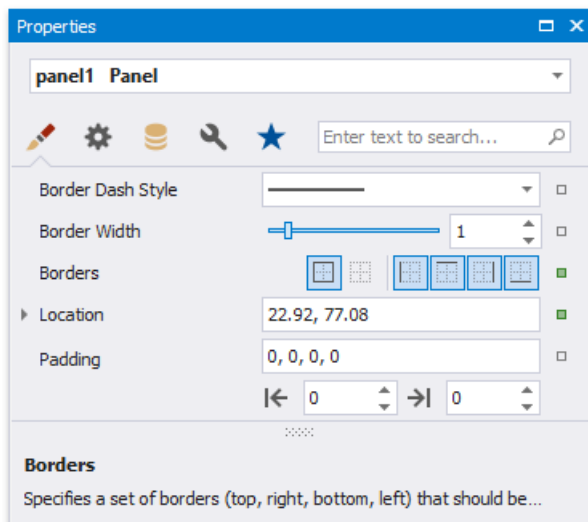 Properties
panel1 Panel
Enter text to search...
Border Dash Style
Border Width 1
Borders
Location 22.92, 77.08
Padding 0, 0, 0, 0
0 0
Borders
Specifies a set of borders (top, right, bottom, left) that should be...